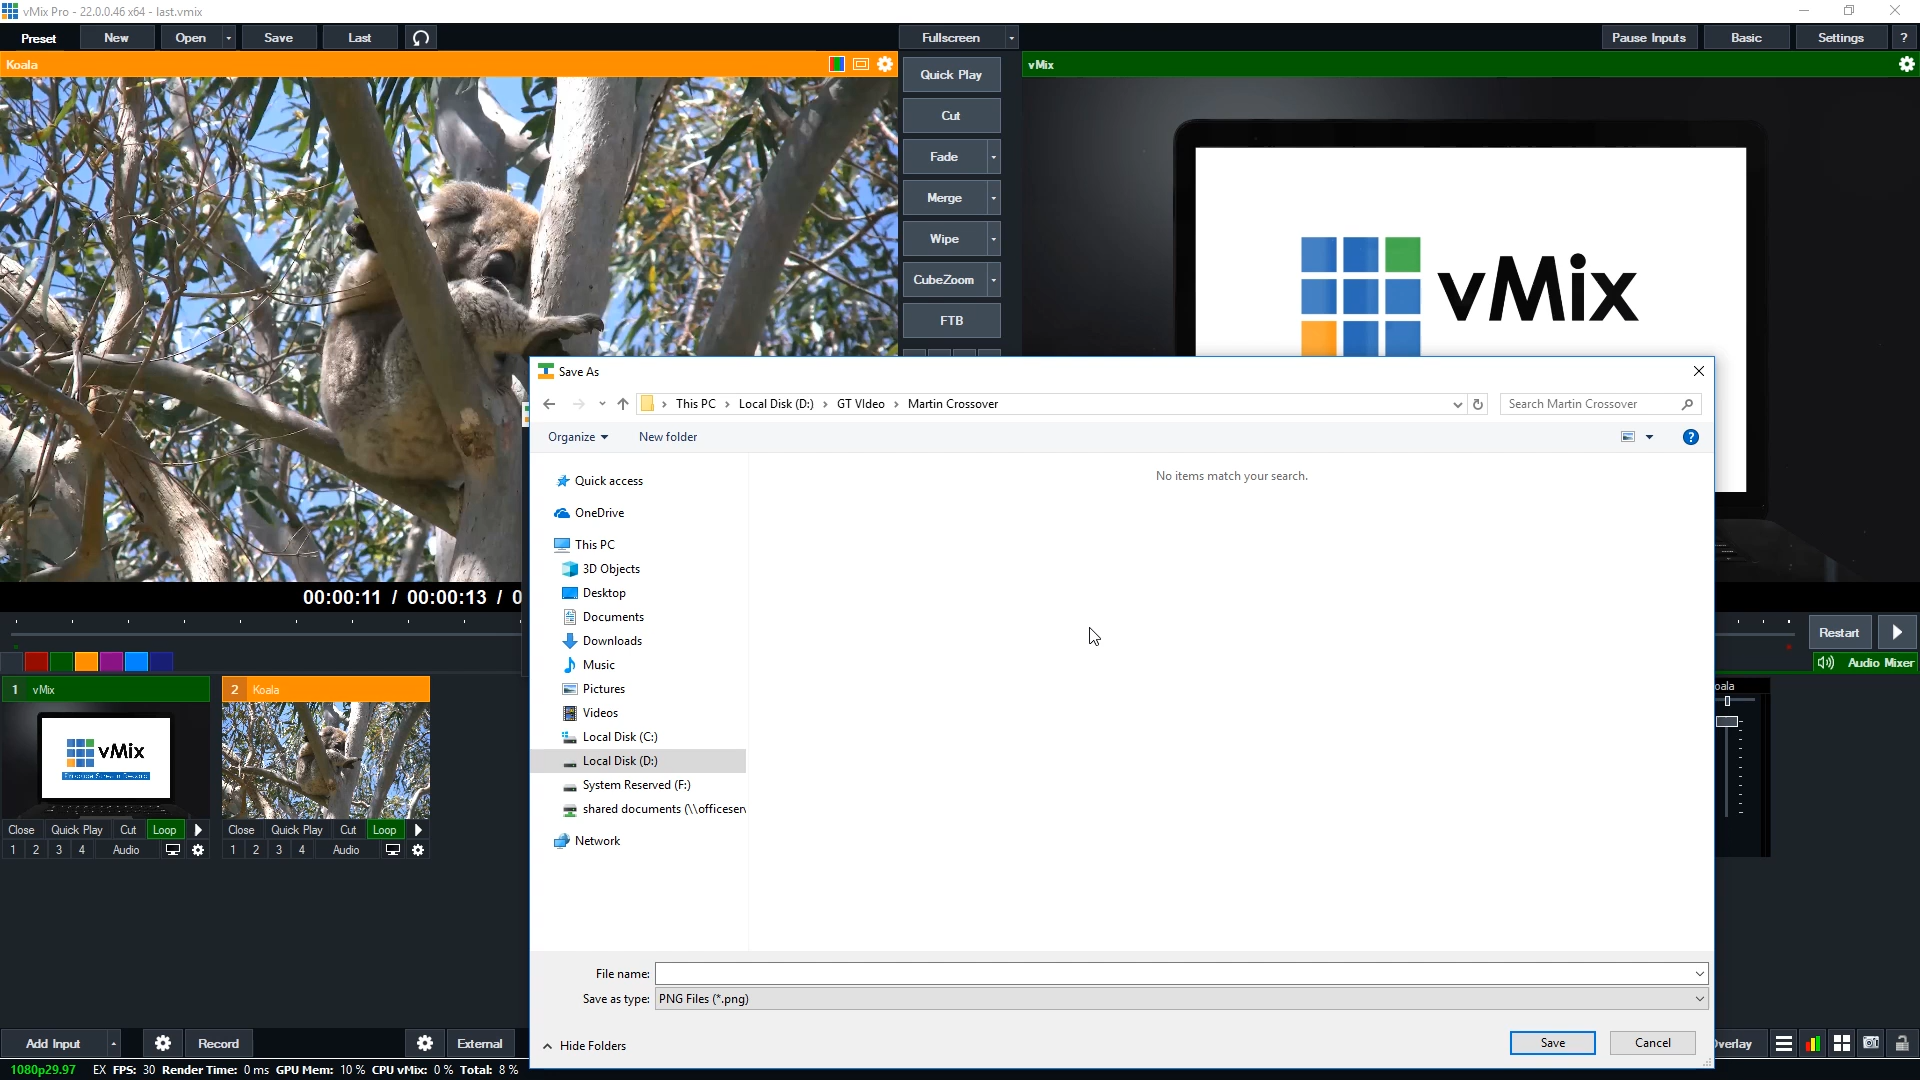 vMix Pro - 22.0.0.46 x64 - last.vmix
Preset New Open Save Last Fullscreen Pause Inputs Basic Settings ?
Koala
Quick Play
Cut
Fade
Merge
Wipe
CubeZoom
FTB
vMix
vMix
Save As
This PC Local Disk (D:) GT VIdeo Martin Crossover
Search Martin Crossover
Organize New folder ?
No items match your search.
Quick access
OneDrive
This PC
3D Objects
Desktop
Documents
Downloads
Music
Pictures
Videos
Local Disk (C:)
Local Disk (D:)
System Reserved (F:)
shared documents (\\officeserv
Network
File name:
Save as type: PNG Files (*.png)
Hide Folders Save Cancel
00:00:11 / 00:00:13 / 0
Restart
Audio Mixer
oala
1 vMix
vMix
Close Quick Play Cut Loop
1 2 3 4 Audio
2 Koala
Close Quick Play Cut Loop
1 2 3 4 Audio
Add Input Record External verlay
1080p29.97 EX FPS: 30 Render Time: 0 ms GPU Mem: 10 % CPU vMix: 0 % Total: 8 %